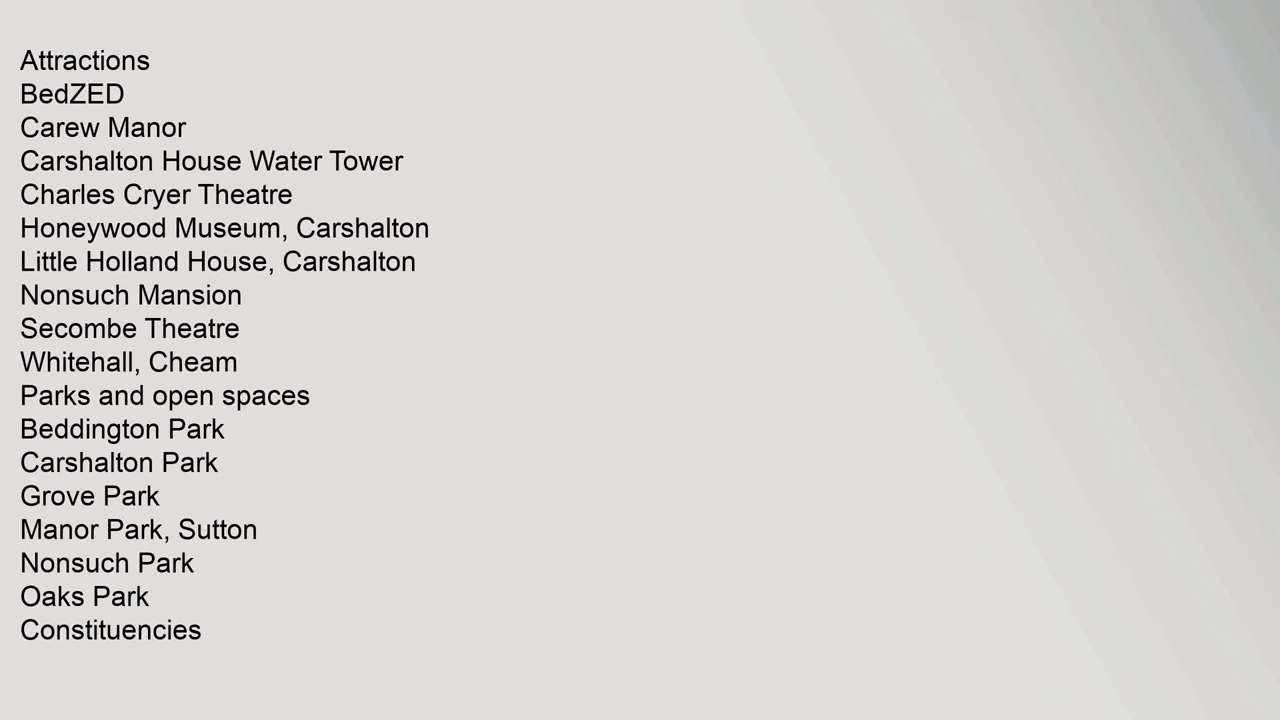 Attractions
BedZED
Carew Manor
Carshalton House Water Tower
Charles Cryer Theatre
Honeywood Museum, Carshalton
Little Holland House, Carshalton
Nonsuch Mansion
Secombe Theatre
Whitehall, Cheam
Parks and open spaces
Beddington Park
Carshalton Park
Grove Park
Manor Park, Sutton
Nonsuch Park
Oaks Park
Constituencies